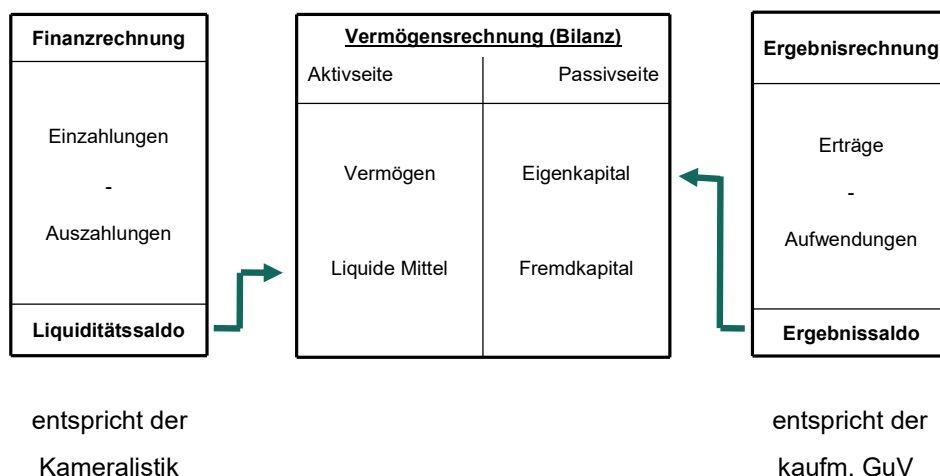 Finanzrechnung
Einzahlungen
-
Auszahlungen
Liquiditätssaldo
entspricht der
Kameralistik
Vermögensrechnung (Bilanz)
Aktivseite Passivseite
Vermögen Eigenkapital
Liquide Mittel Fremdkapital
Ergebnisrechnung
Erträge
-
Aufwendungen
Ergebnissaldo
entspricht der
kaufm. GuV